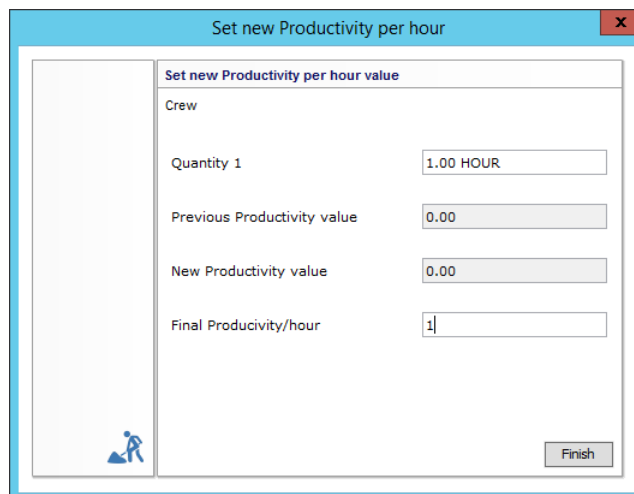 Set new Productivity per hour
x
Set new Productivity per hour value
Crew
Quantity 1 1.00 HOUR
Previous Productivity value 0.00
New Productivity value 0.00
Final Producivity/hour 1
Finish